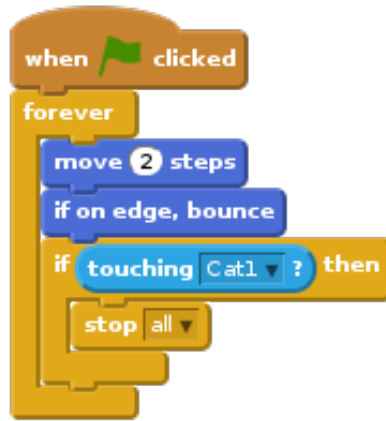 when clicked
forever
move 2 steps
if on edge, bounce
if touching Cat1 ? then
stop all